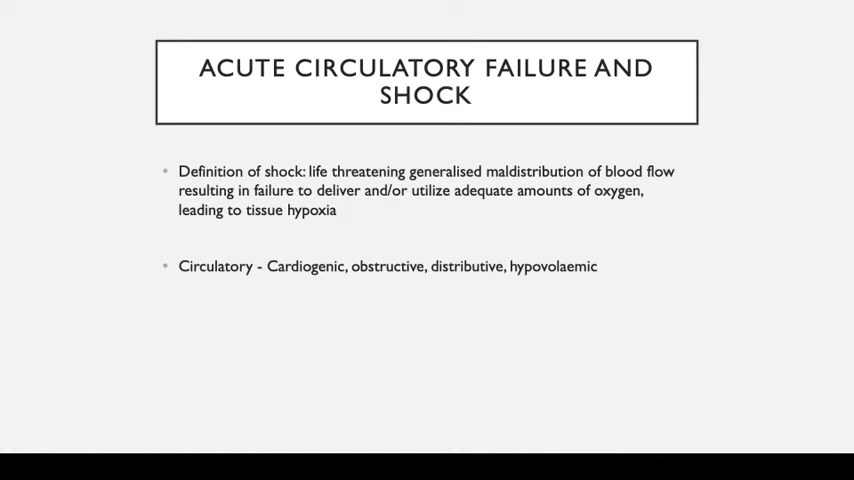 ACUTE CIRCULATORY FAILURE AND
SHOCK
• Definition of shock: life threatening generalised maldistribution of blood flow
resulting in failure to deliver and/or utilize adequate amounts of oxygen,
leading to tissue hypoxia
• Circulatory - Cardiogenic, obstructive, distributive, hypovolaemic